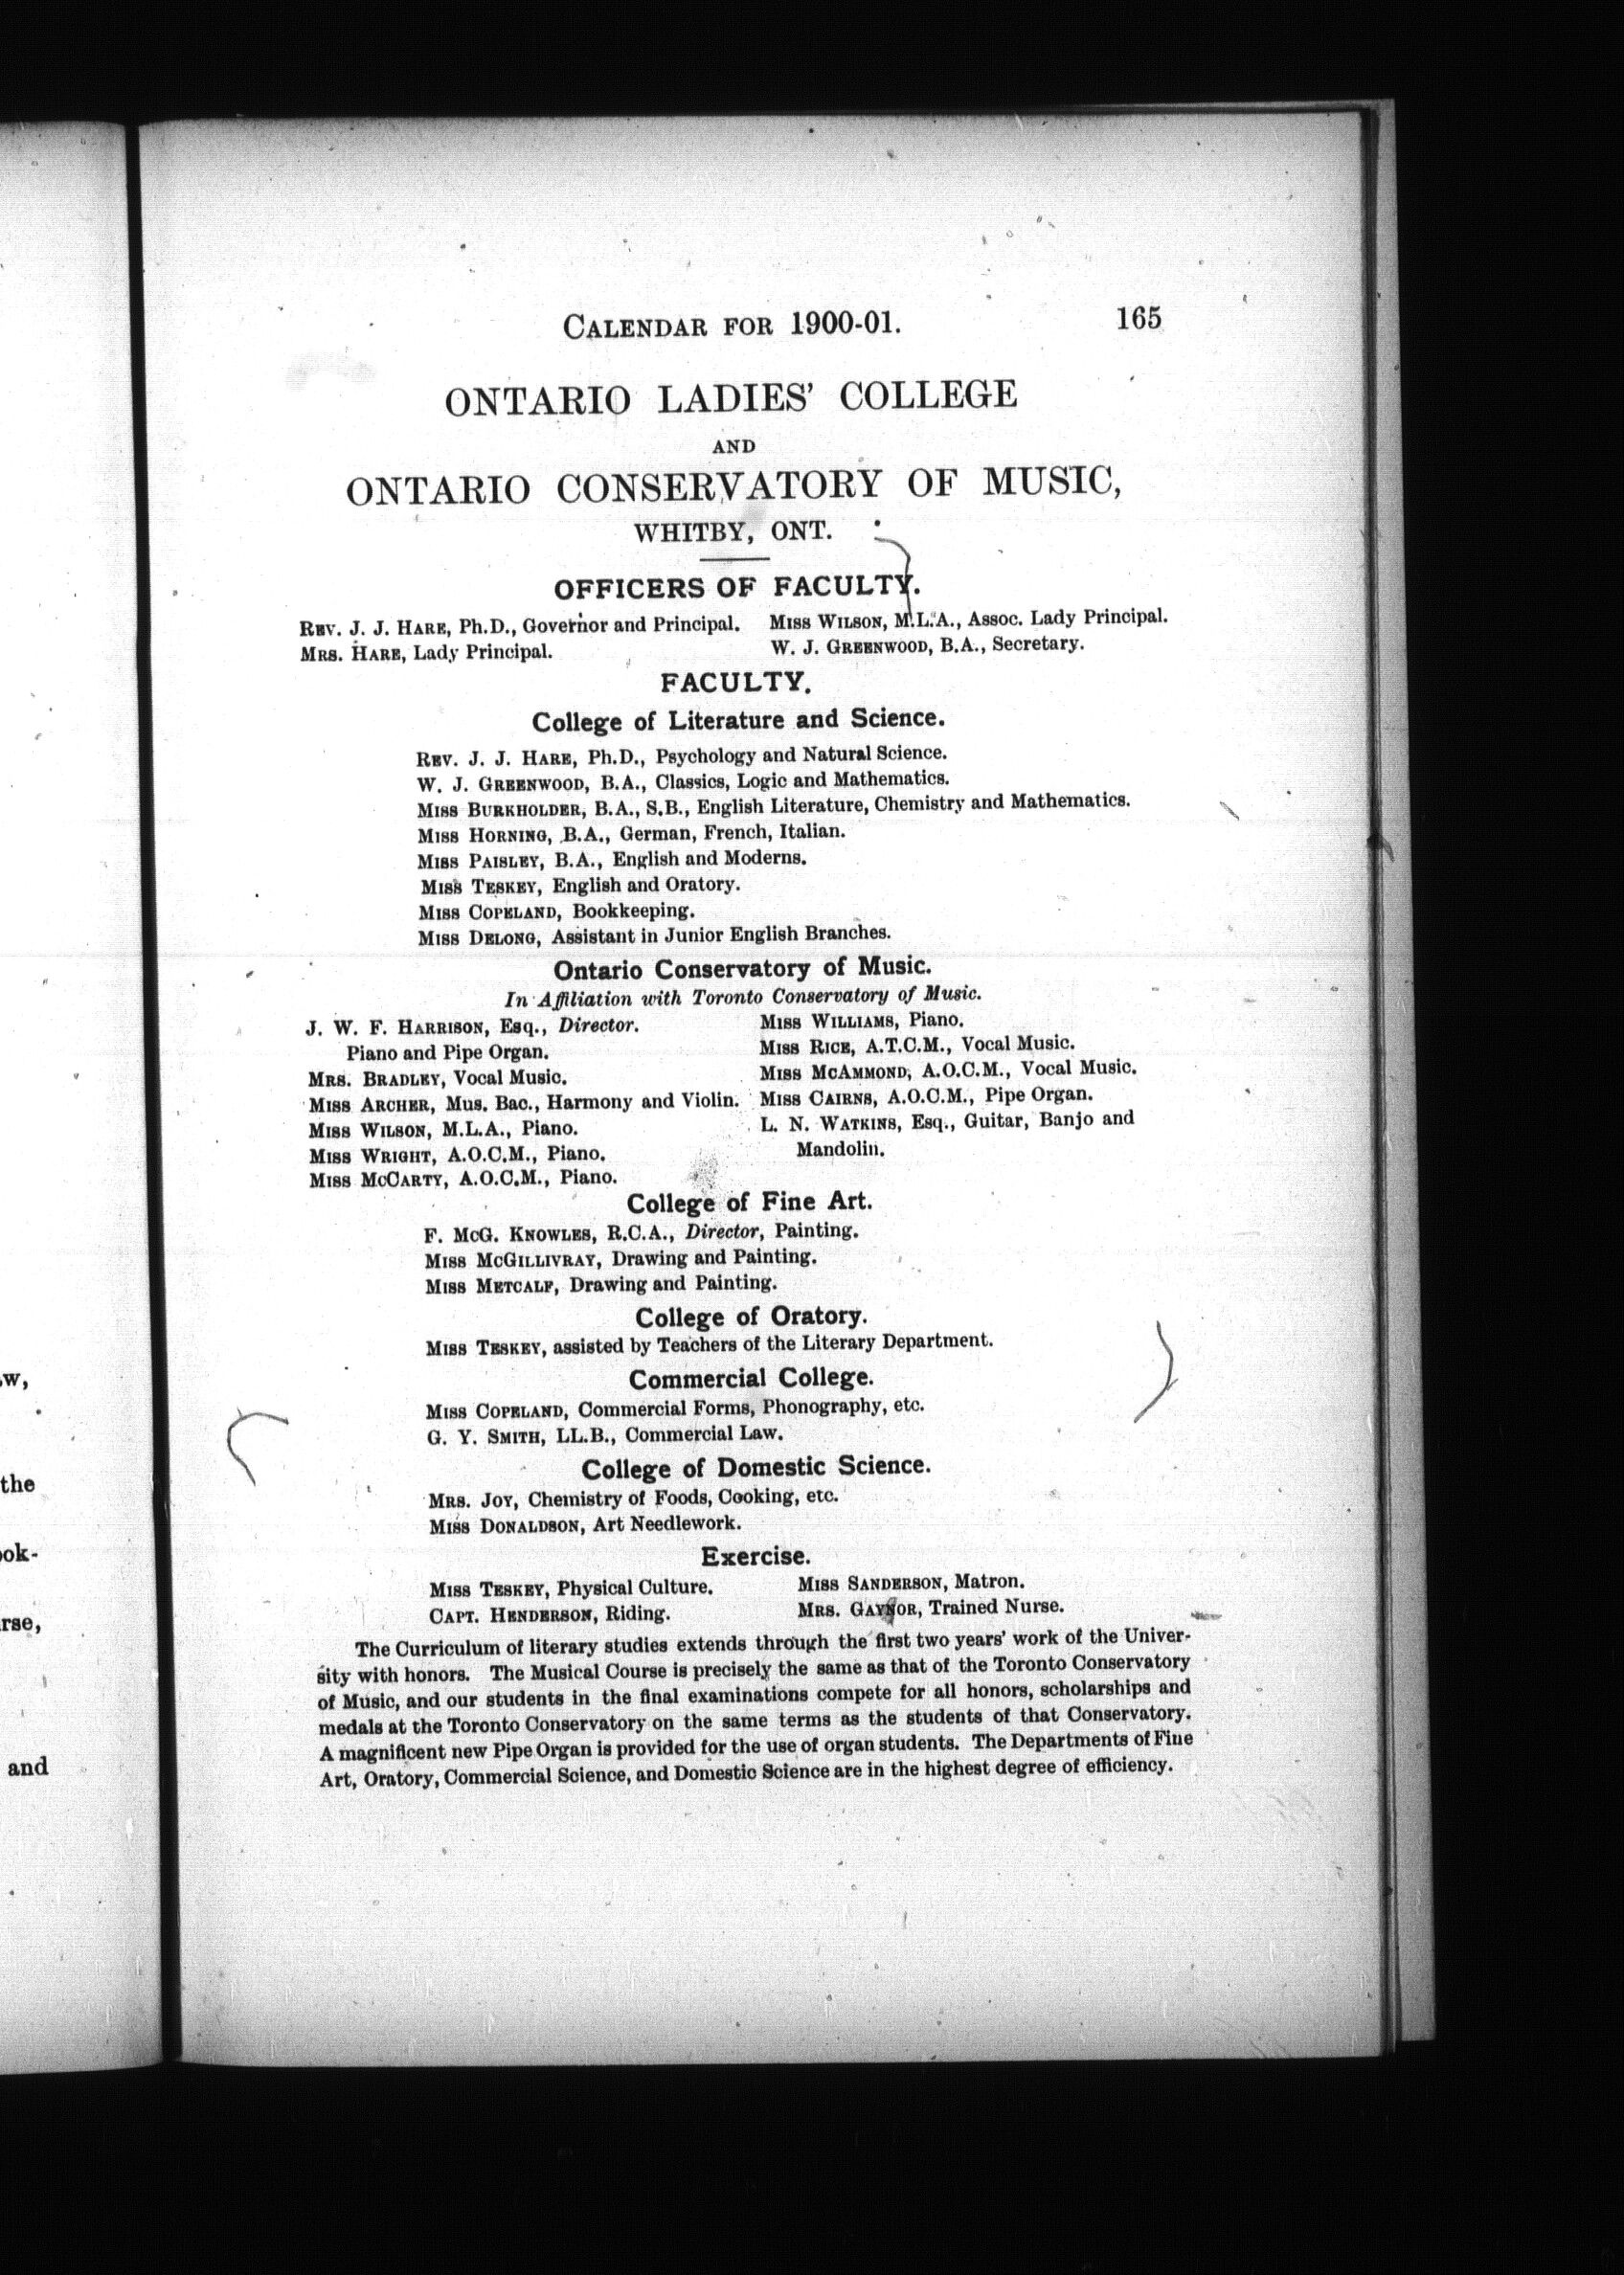 CALENDAR FOR 1900-01. 165
ONTARIO LADIES' COLLEGE
AND
ONTARIO CONSERVATORY OF MUSIC,
WHITBY, ONT.
OFFICERS OF FACULTY.
REV. J. J. HARE, Ph.D., Governor and Principal.
MRS. HARE, Lady Principal.
MISS WILSON, M.L.A., Assoc. Lady Principal.
W. J. GREENWOOD, B.A., Secretary.
FACULTY.
College of Literature and Science.
REV. J. J. HARE, Ph.D., Psychology and Natural Science.
W. J. GREENWOOD, B.A., Classics, Logic and Mathematics.
MISS BURKHOLDER, B.A., S.B., English Literature, Chemistry and Mathematics.
MISS HORNING, B.A., German, French, Italian.
MISS PAISLEY, B.A., English and Moderns.
MISS TESKEY, English and Oratory.
MISS COPELAND, Bookkeeping.
MISS DELONG, Assistant in Junior English Branches.
Ontario Conservatory of Music.
In Affiliation with Toronto Conservatory of Music.
J. W. F. HARRISON, Esq., Director.
Piano and Pipe Organ.
MRS. BRADLEY, Vocal Music.
MISS ARCHER, Mus. Bac., Harmony and Violin.
MISS WILSON, M.L.A., Piano.
MISS WRIGHT, A.O.C.M., Piano.
MISS MCCARTY, A.O.C.M., Piano.
MISS WILLIAMS, Piano.
MISS RICE, A.T.C.M., Vocal Music.
MISS MCAMMOND, A.O.C.M., Vocal Music.
MISS CAIRNS, A.O.C.M., Pipe Organ.
L. N. WATKINS, Esq., Guitar, Banjo and
Mandolin.
College of Fine Art.
F. MCG. KNOWLES, R.C.A., Director, Painting.
MISS MCGILLIVRAY, Drawing and Painting.
MISS METCALF, Drawing and Painting.
College of Oratory.
MISS TESKEY, assisted by Teachers of the Literary Department.
Commercial College.
MISS COPELAND, Commercial Forms, Phonography, etc.
G. Y. SMITH, LL.B., Commercial Law.
College of Domestic Science.
MRS. JOY, Chemistry of Foods, Cooking, etc.
MISS DONALDSON, Art Needlework.
Exercise.
MISS TESKEY, Physical Culture.
CAPT. HENDERSON, Riding.
MISS SANDERSON, Matron.
MRS. GAYNOR, Trained Nurse.
The Curriculum of literary studies extends through the first two years' work of the Univer-
sity with honors. The Musical Course is precisely the same as that of the Toronto Conservatory
of Music, and our students in the final examinations compete for all honors, scholarships and
medals at the Toronto Conservatory on the same terms as the students of that Conservatory.
A magnificent new Pipe Organ is provided for the use of organ students. The Departments of Fine
Art, Oratory, Commercial Science, and Domestic Science are in the highest degree of efficiency.
the
and